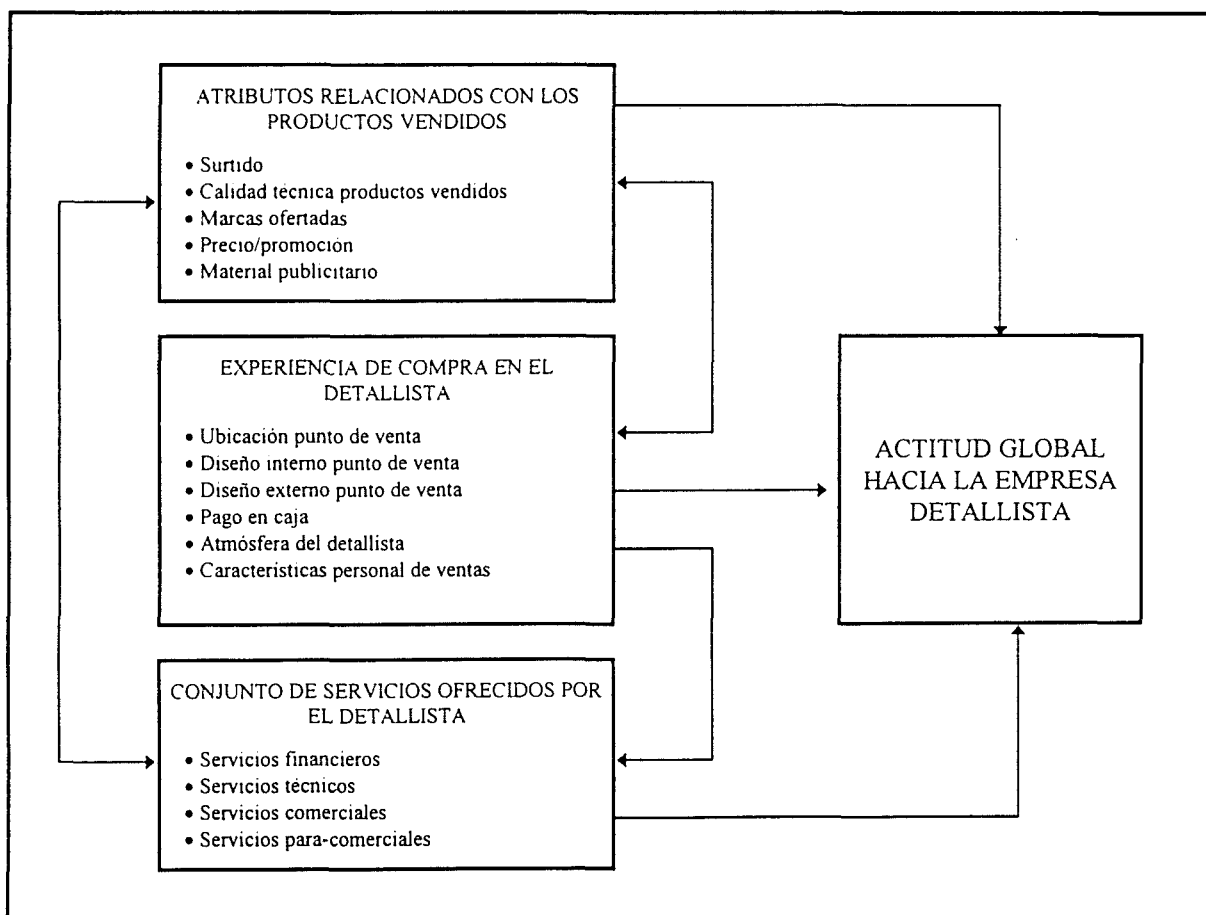 ATRIBUTOS RELACIONADOS CON LOS
PRODUCTOS VENDIDOS
• Surtido
• Calidad técnica productos vendidos
• Marcas ofertadas
• Precio/promoción
• Material publicitario
EXPERIENCIA DE COMPRA EN EL
DETALLISTA
• Ubicación punto de venta
• Diseño interno punto de venta
• Diseño externo punto de venta
• Pago en caja
• Atmósfera del detallista
• Características personal de ventas
CONJUNTO DE SERVICIOS OFRECIDOS POR
EL DETALLISTA
• Servicios financieros
• Servicios técnicos
• Servicios comerciales
• Servicios para-comerciales
ACTITUD GLOBAL
HACIA LA EMPRESA
DETALLISTA